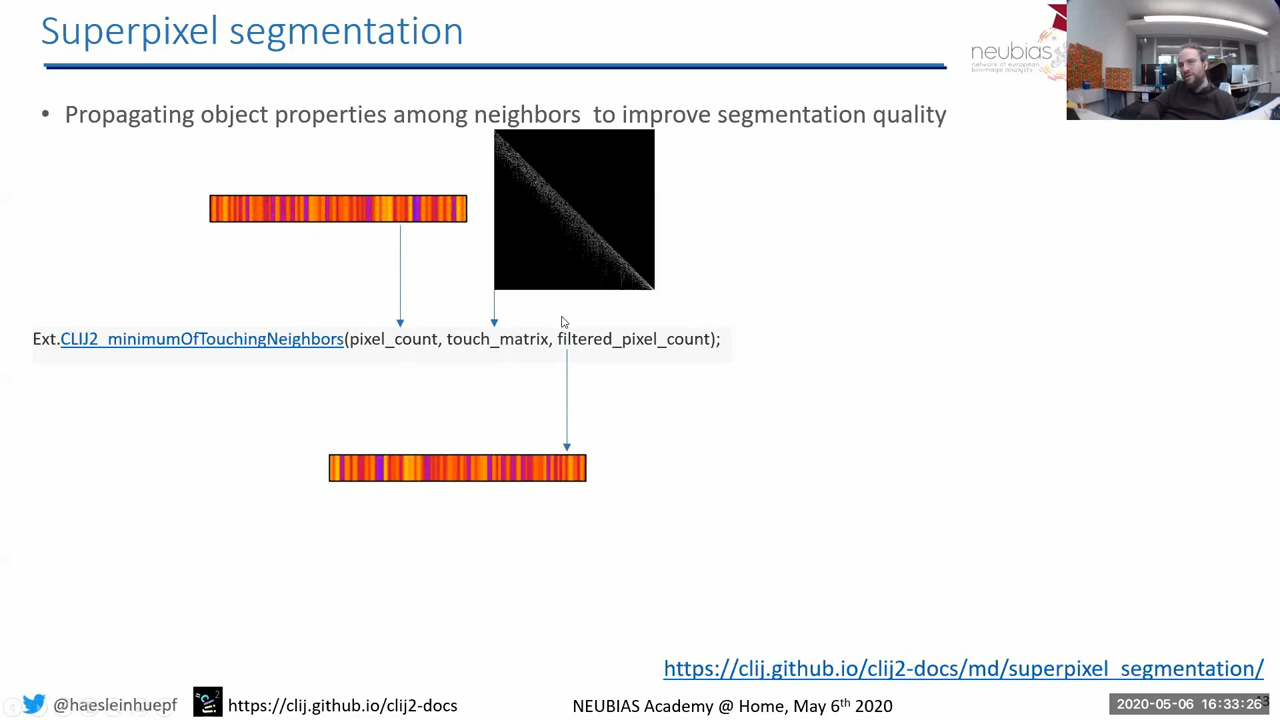 Superpixel segmentation
neubias
network of european
bioimage analysts
• Propagating object properties among neighbors to improve segmentation quality
Ext.CLIJ2_minimumOfTouchingNeighbors(pixel_count, touch_matrix, filtered_pixel_count);
https://clij.github.io/clij2-docs/md/superpixel_segmentation/
@haesleinhuepf
https://clij.github.io/clij2-docs
NEUBIAS Academy @ Home, May 6th 2020
2020-05-06 16:33:26